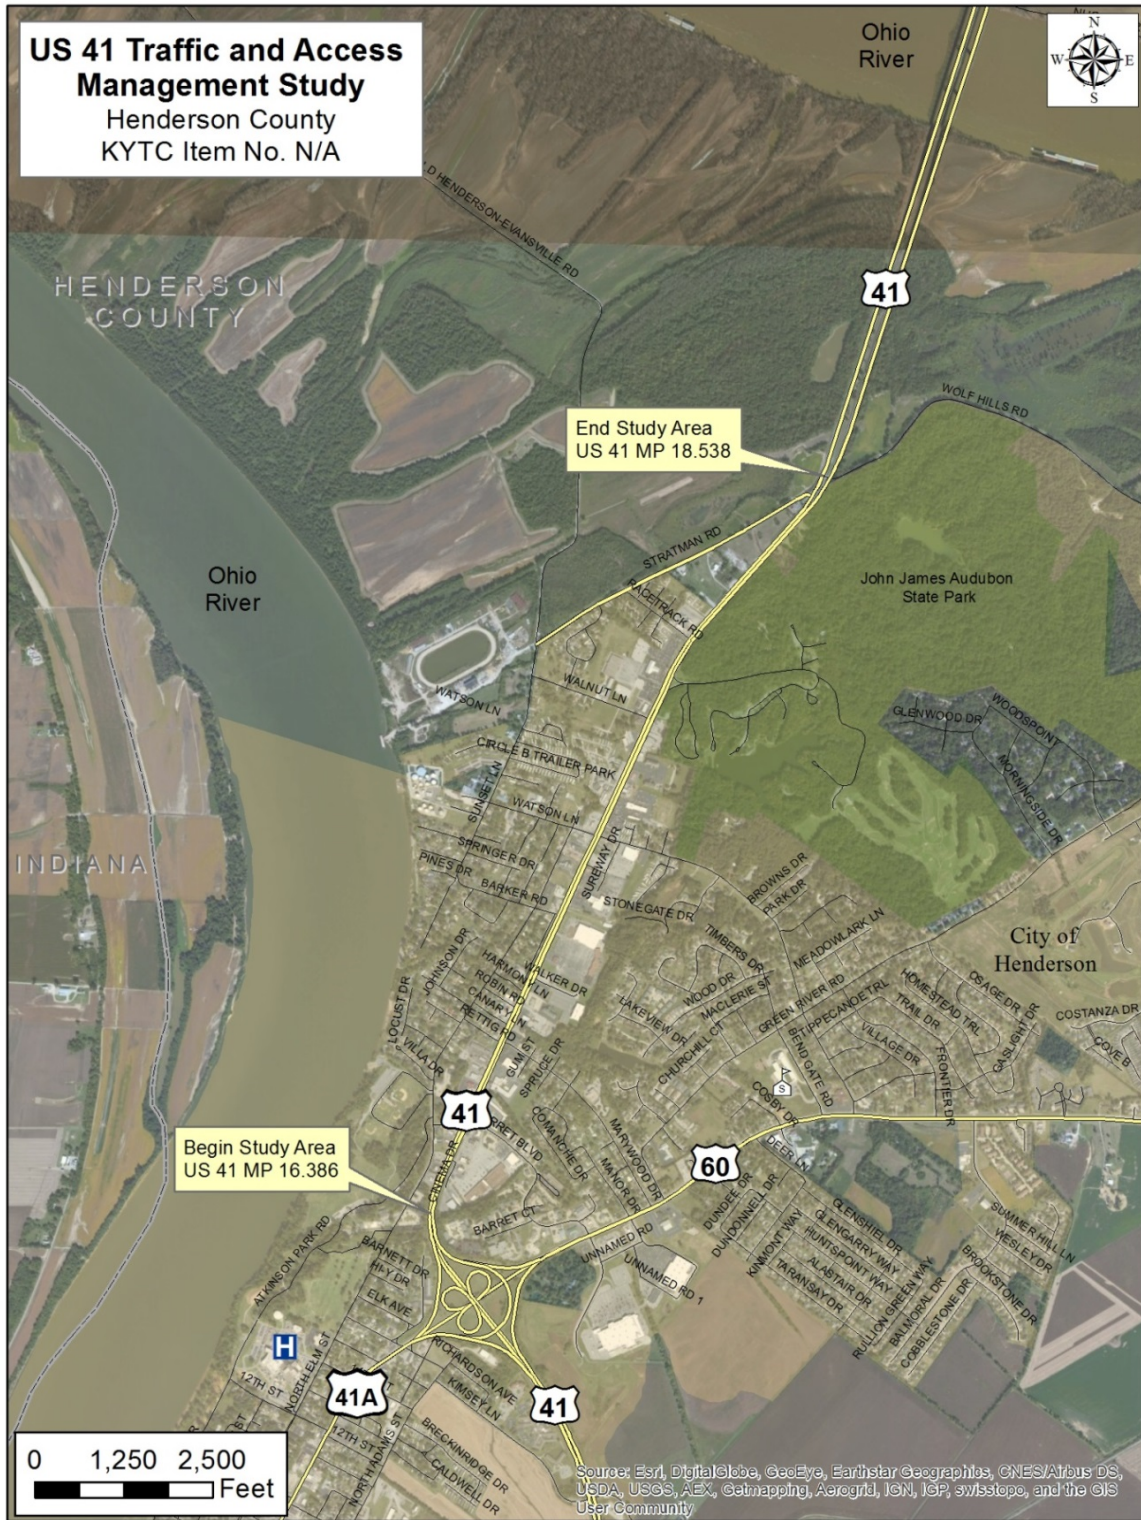 US 41 Traffic and Access
Management Study
Henderson County
KYTC Item No. N/A
Ohio
River
N
W
E
S
LD HENDERSON-EVANSVILLE RD
HENDERSON
COUNTY
41
WOLF HILLS RD
End Study Area
US 41 MP 18.538
STRATMAN RD
Ohio
River
John James Audubon
State Park
RACETRACK RD
WALNUT LN
WATSON LN
GLENWOOD DR
WOODSPOINT
MORNINGSIDE DR
CIRCLE B TRAILER PARK
SUNSET LN
WATSON LN
SUREWAY DR
SPRINGER DR
INDIANA
PINES DR
BARKER RD
STONEGATE DR
BROWNS DR
PARK DR
TIMBERS DR
MEADOWLARK LN
City of
Henderson
JOHNSON DR
HARMONY LN
WALKER DR
ROBIN RD
CANARY LN
RETTIG RD
LOCUST DR
VILLA DR
GUM ST
SPRUCE DR
LAKEVIEW DR
WOOD DR
MACLERIE ST
CHURCHILL CT
GREEN RIVER RD
TIPPECANOE TRL
BEND GATE RD
HOMESTEAD TRL
OSAGE DR
TRAIL DR
VILLAGE DR
GASLIGHT DR
FRONTIER DR
COSTANZA DR
COVE B
S
COSBY DR
41
RRET BLVD
COMANCHE DR
MARYWOOD DR
MANOR DR
60
DEER LN
Begin Study Area
US 41 MP 16.386
CINEMA DR
BARRET CT
UNNAMED RD
UNNAMED RD 1
DUNDEE DR
DUNDONNELL DR
KINMONT WAY
GLENSHIEL DR
GLENGARRY WAY
HUNTSPOINT WAY
ALASTAIR DR
TARANSAY DR
RULLION GREEN WAY
BALMORAL DR
COBBLESTONE DR
SUMMER HILL LN
WESLEY DR
BROOKSTONE DR
ATKINSON PARK RD
BARNETT DR
HI-Y DR
ELK AVE
H
NORTH ELM ST
12TH ST
41A
RICHARDSON AVE
KIMSEY LN
41
12TH ST
NORTH ADAMS ST
BRECKINRIDGE DR
CALDWELL DR
0 1,250 2,500
Feet
Source: Esri, DigitalGlobe, GeoEye, Earthstar Geographics, CNES/Airbus DS,
USDA, USGS, AEX, Getmapping, Aerogrid, IGN, IGP, swisstopo, and the GIS
User Community